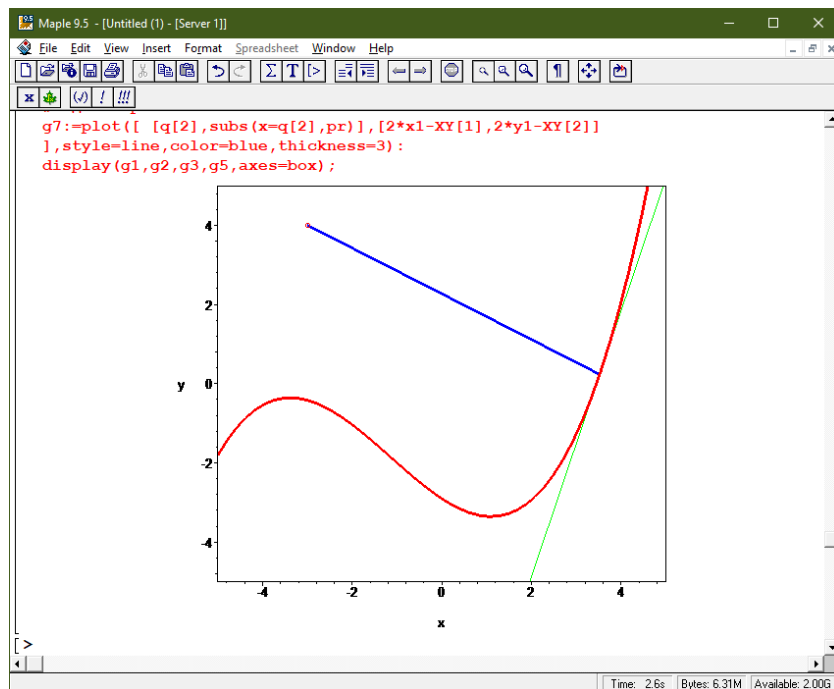 Maple 9.5 - [Untitled (1) - [Server 1]]
File Edit View Insert Format Spreadsheet Window Help
g7:=plot([ [q[2],subs(x=q[2],pr)],[2*x1-XY[1],2*y1-XY[2]]
],style=line,color=blue,thickness=3):
display(g1,g2,g3,g5,axes=box);
4
2
y 0
-2
-4
-4 -2 0 2 4
x
[ >
Time: 2.6s Bytes: 6.31M Available: 2.00G